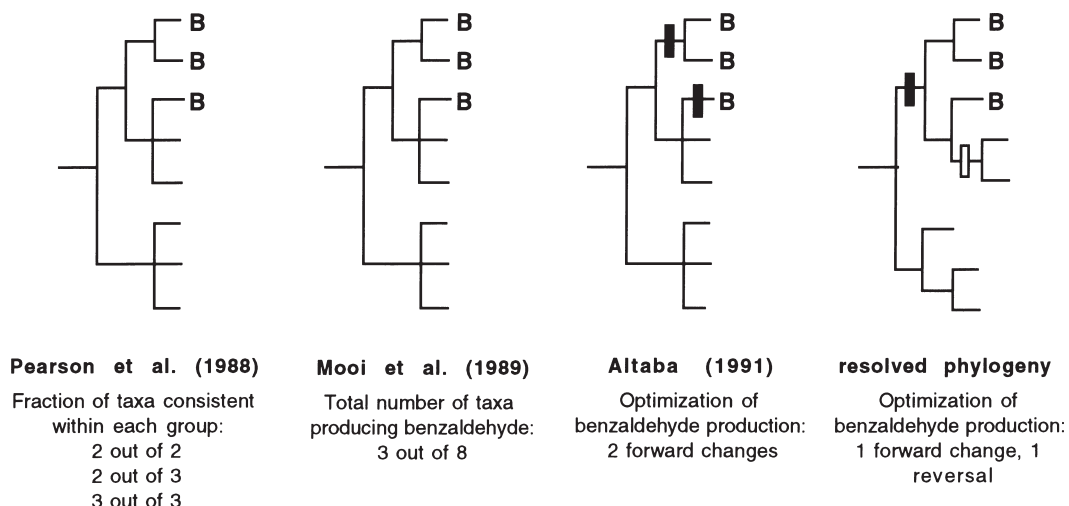 B
B
B
B
B
B
B
B
B
B
B
B
Pearson et al. (1988)
Fraction of taxa consistent
within each group:
2 out of 2
2 out of 3
3 out of 3
Mooi et al. (1989)
Total number of taxa
producing benzaldehyde:
3 out of 8
Altaba (1991)
Optimization of
benzaldehyde production:
2 forward changes
resolved phylogeny
Optimization of
benzaldehyde production:
1 forward change, 1
reversal